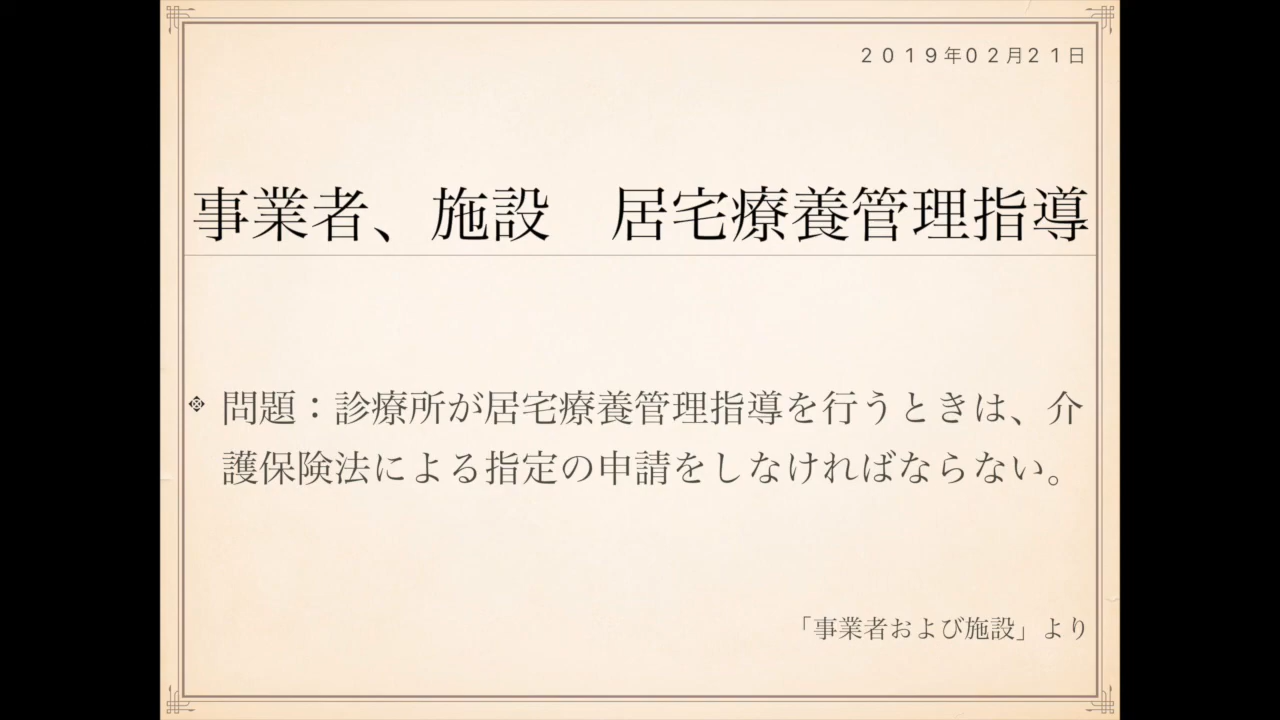 ２０１９年０２月２１日
事業者、施設　居宅療養管理指導
問題：診療所が居宅療養管理指導を行うときは、介
護保険法による指定の申請をしなければならない。
「事業者および施設」より